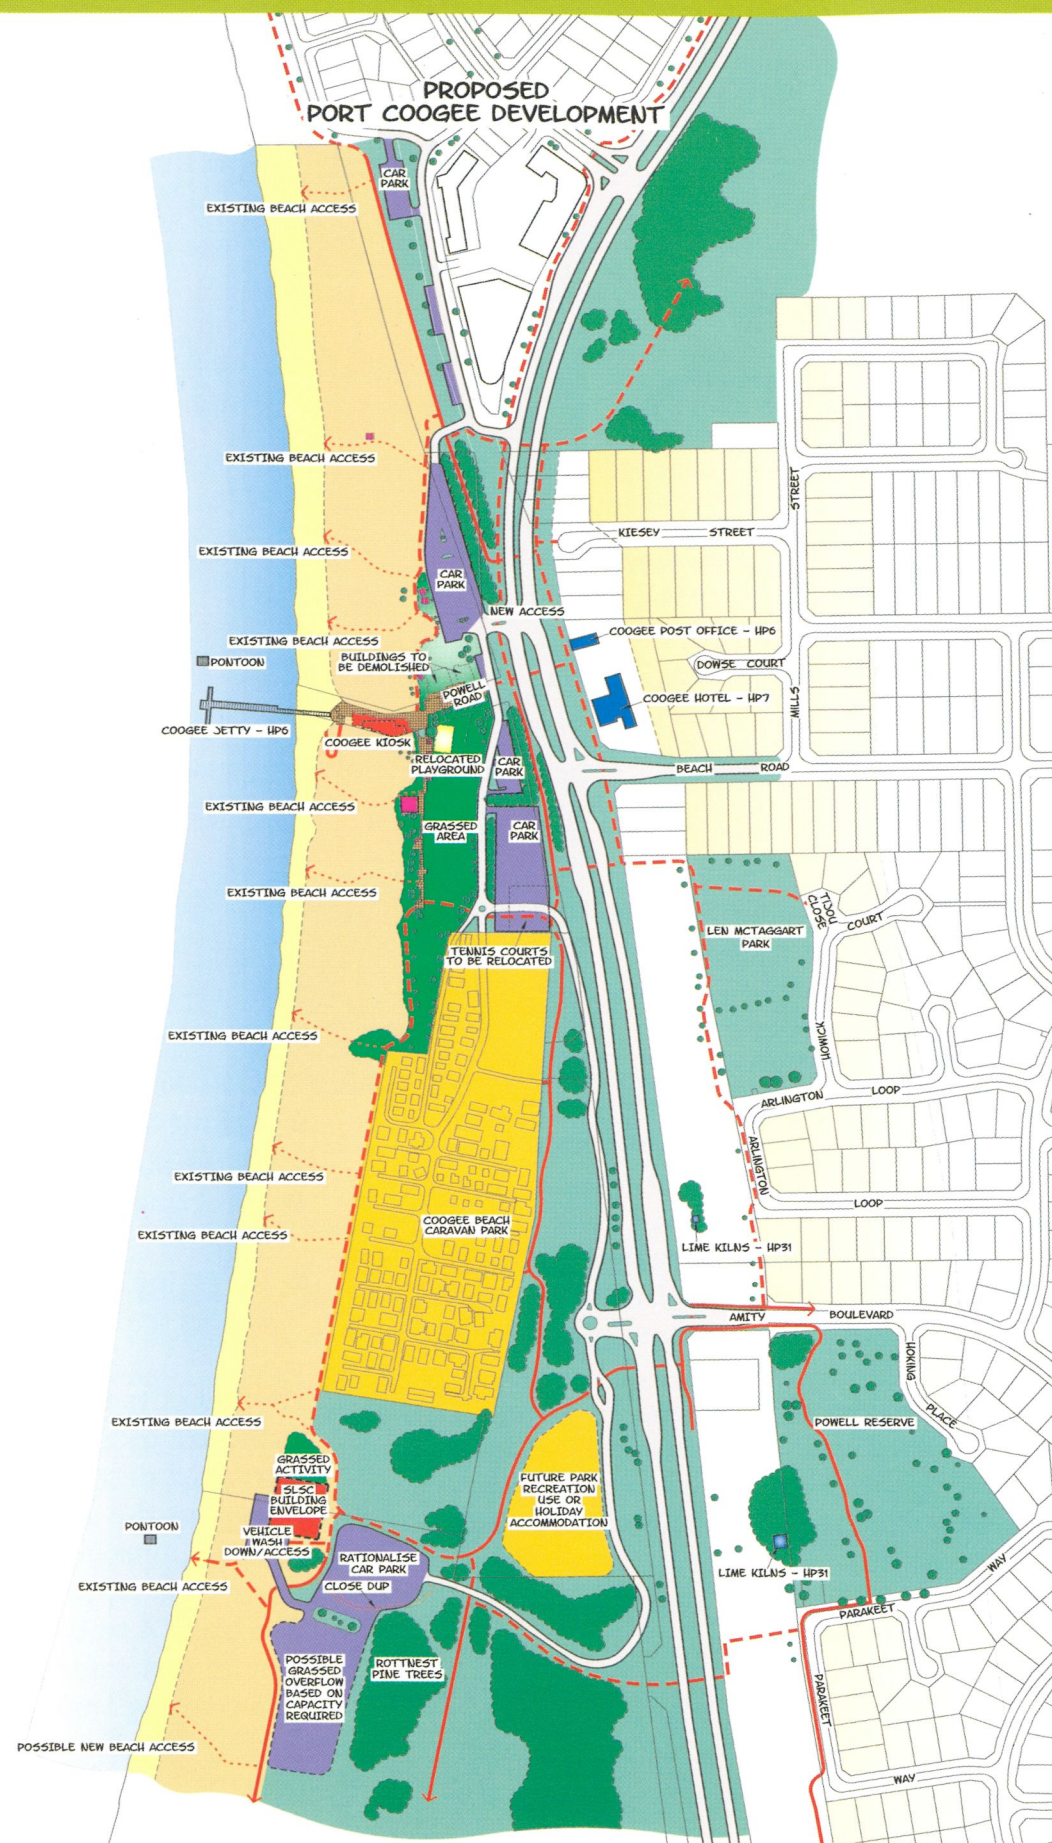 PROPOSED
PORT COOGEE DEVELOPMENT
CAR
PARK
EXISTING BEACH ACCESS
EXISTING BEACH ACCESS
STREET
KIESEY STREET
EXISTING BEACH ACCESS
CAR
PARK
NEW ACCESS
COOGEE POST OFFICE - HP6
EXISTING BEACH ACCESS
BUILDINGS TO
BE DEMOLISHED
PONTOON
DOWSE COURT
POWELL
ROAD
COOGEE HOTEL - HP7
MILLS
COOGEE JETTY - HP6
COOGEE KIOSK
RELOCATED
PLAYGROUND
CAR
PARK
BEACH ROAD
EXISTING BEACH ACCESS
GRASSED
AREA
CAR
PARK
EXISTING BEACH ACCESS
TIJOU
CLOSE
COURT
LEN MCTAGGART
PARK
TENNIS COURTS
TO BE RELOCATED
EXISTING BEACH ACCESS
HOWICK
ARLINGTON LOOP
ARLINGTON
EXISTING BEACH ACCESS
LOOP
COOGEE BEACH
CARAVAN PARK
EXISTING BEACH ACCESS
LIME KILNS - HP31
AMITY BOULEVARD
HOKING
PLACE
EXISTING BEACH ACCESS
POWELL RESERVE
GRASSED
ACTIVITY
SLSC
BUILDING
ENVELOPE
FUTURE PARK
RECREATION
USE OR
HOLIDAY
ACCOMMODATION
PONTOON
VEHICLE
WASH
DOWN/ACCESS
RATIONALISE
CAR PARK
CLOSE DUP
LIME KILNS - HP31
WAY
EXISTING BEACH ACCESS
PARAKEET
POSSIBLE
GRASSED
OVERFLOW
BASED ON
CAPACITY
REQUIRED
ROTTNEST
PINE TREES
PARAKEET
POSSIBLE NEW BEACH ACCESS
WAY